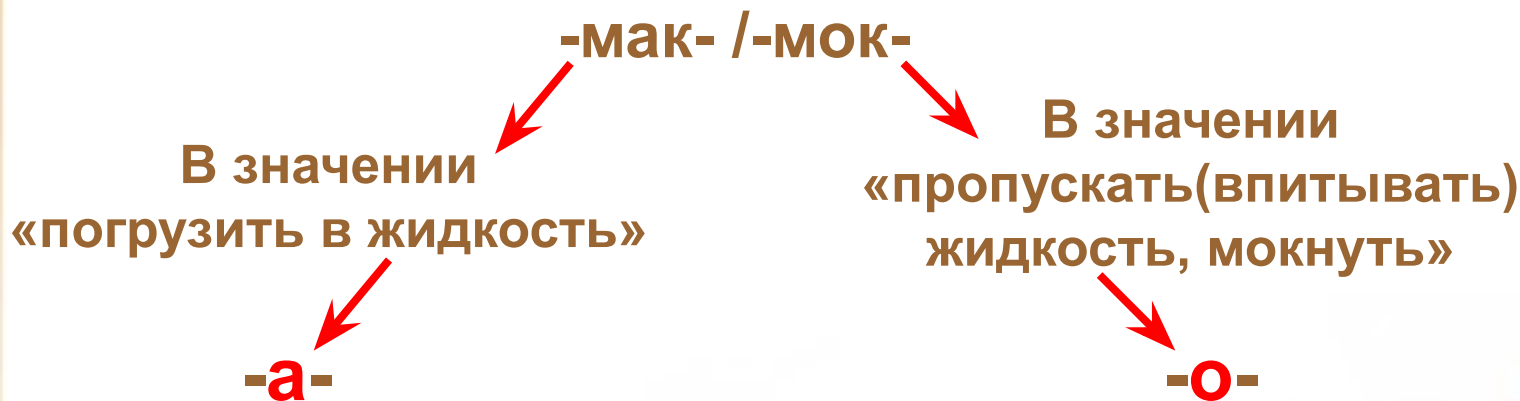 -мак- /-мок-
В значении
«погрузить в жидкость»
-а-
В значении
«пропускать(впитывать)
жидкость, мокнуть»
-о-